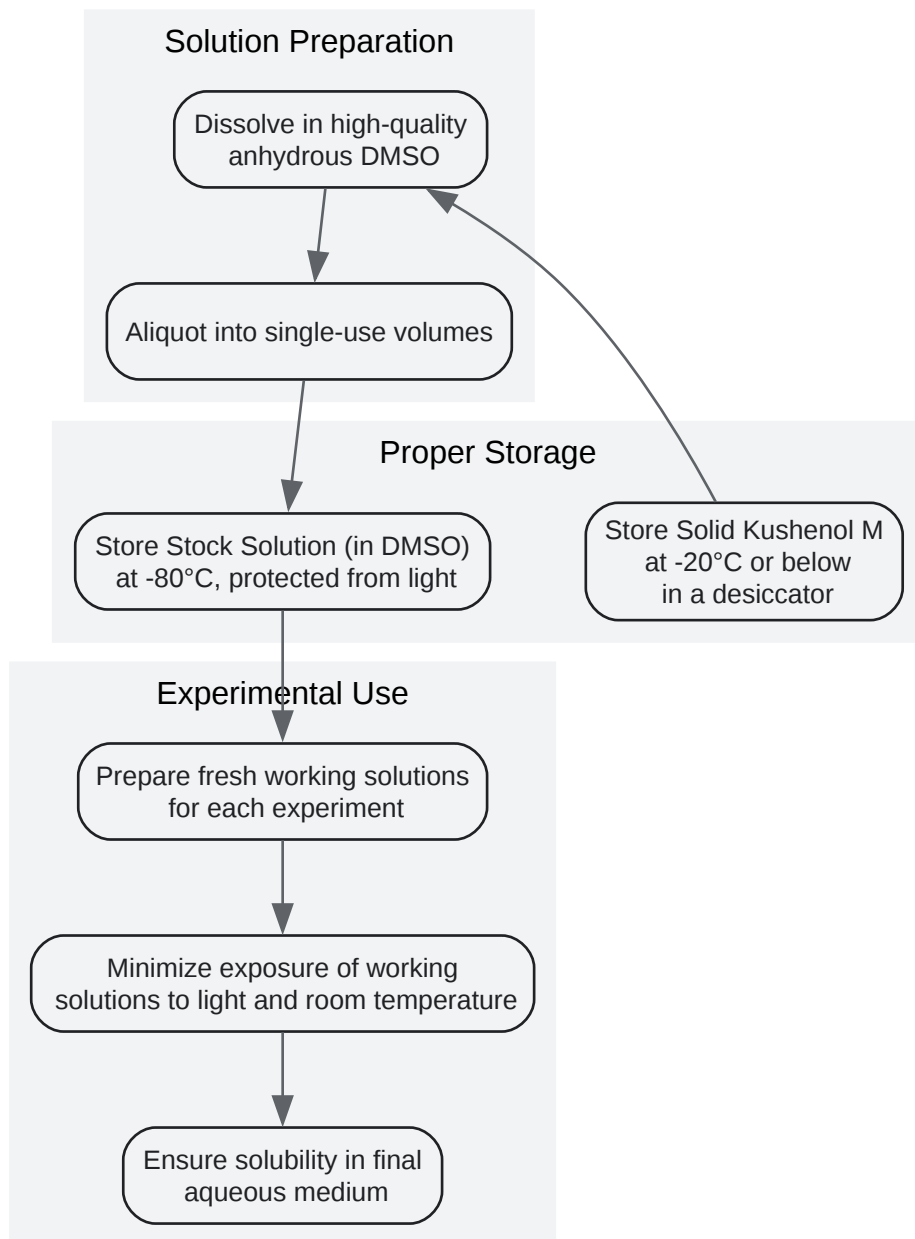 Solution Preparation
Dissolve in high-quality
anhydrous DMSO
Aliquot into single-use volumes
Proper Storage
Store Stock Solution (in DMSO)
at -80°C, protected from light
Store Solid Kushenol M
at -20°C or below
in a desiccator
Experimental Use
Prepare fresh working solutions
for each experiment
Minimize exposure of working
solutions to light and room temperature
Ensure solubility in final
aqueous medium